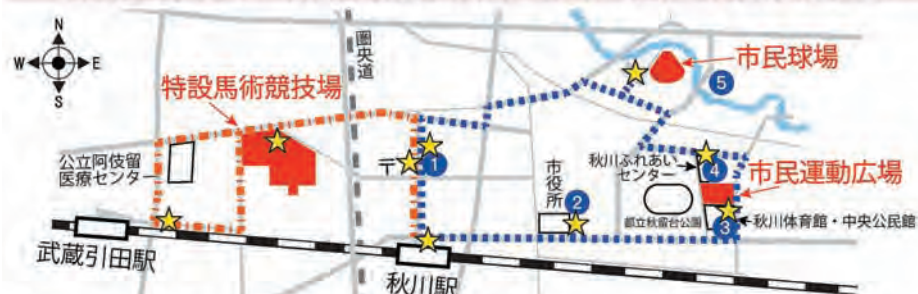 N
W E
S
圏央道
市民球場
⑤
特設馬術競技場
公立阿伎留
医療センター
〒
①
市役所
②
秋川ふれあい
センター
④
市民運動広場
都立秋留台公園
秋川体育館・中央公民館
③
武蔵引田駅
秋川駅